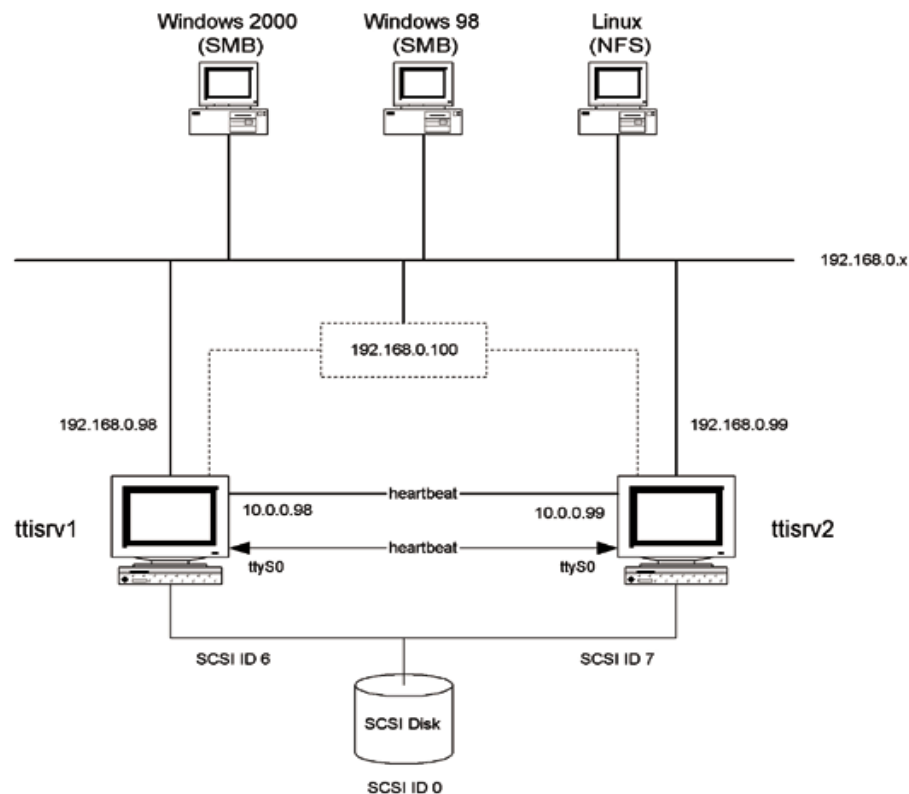 Windows 2000
(SMB)
Windows 98
(SMB)
Linux
(NFS)
192.168.0.x
192.168.0.100
192.168.0.98
192.168.0.99
heartbeat
10.0.0.98
10.0.0.99
ttisrv1
ttisrv2
heartbeat
ttyS0
ttyS0
SCSI ID 6
SCSI ID 7
SCSI Disk
SCSI ID 0